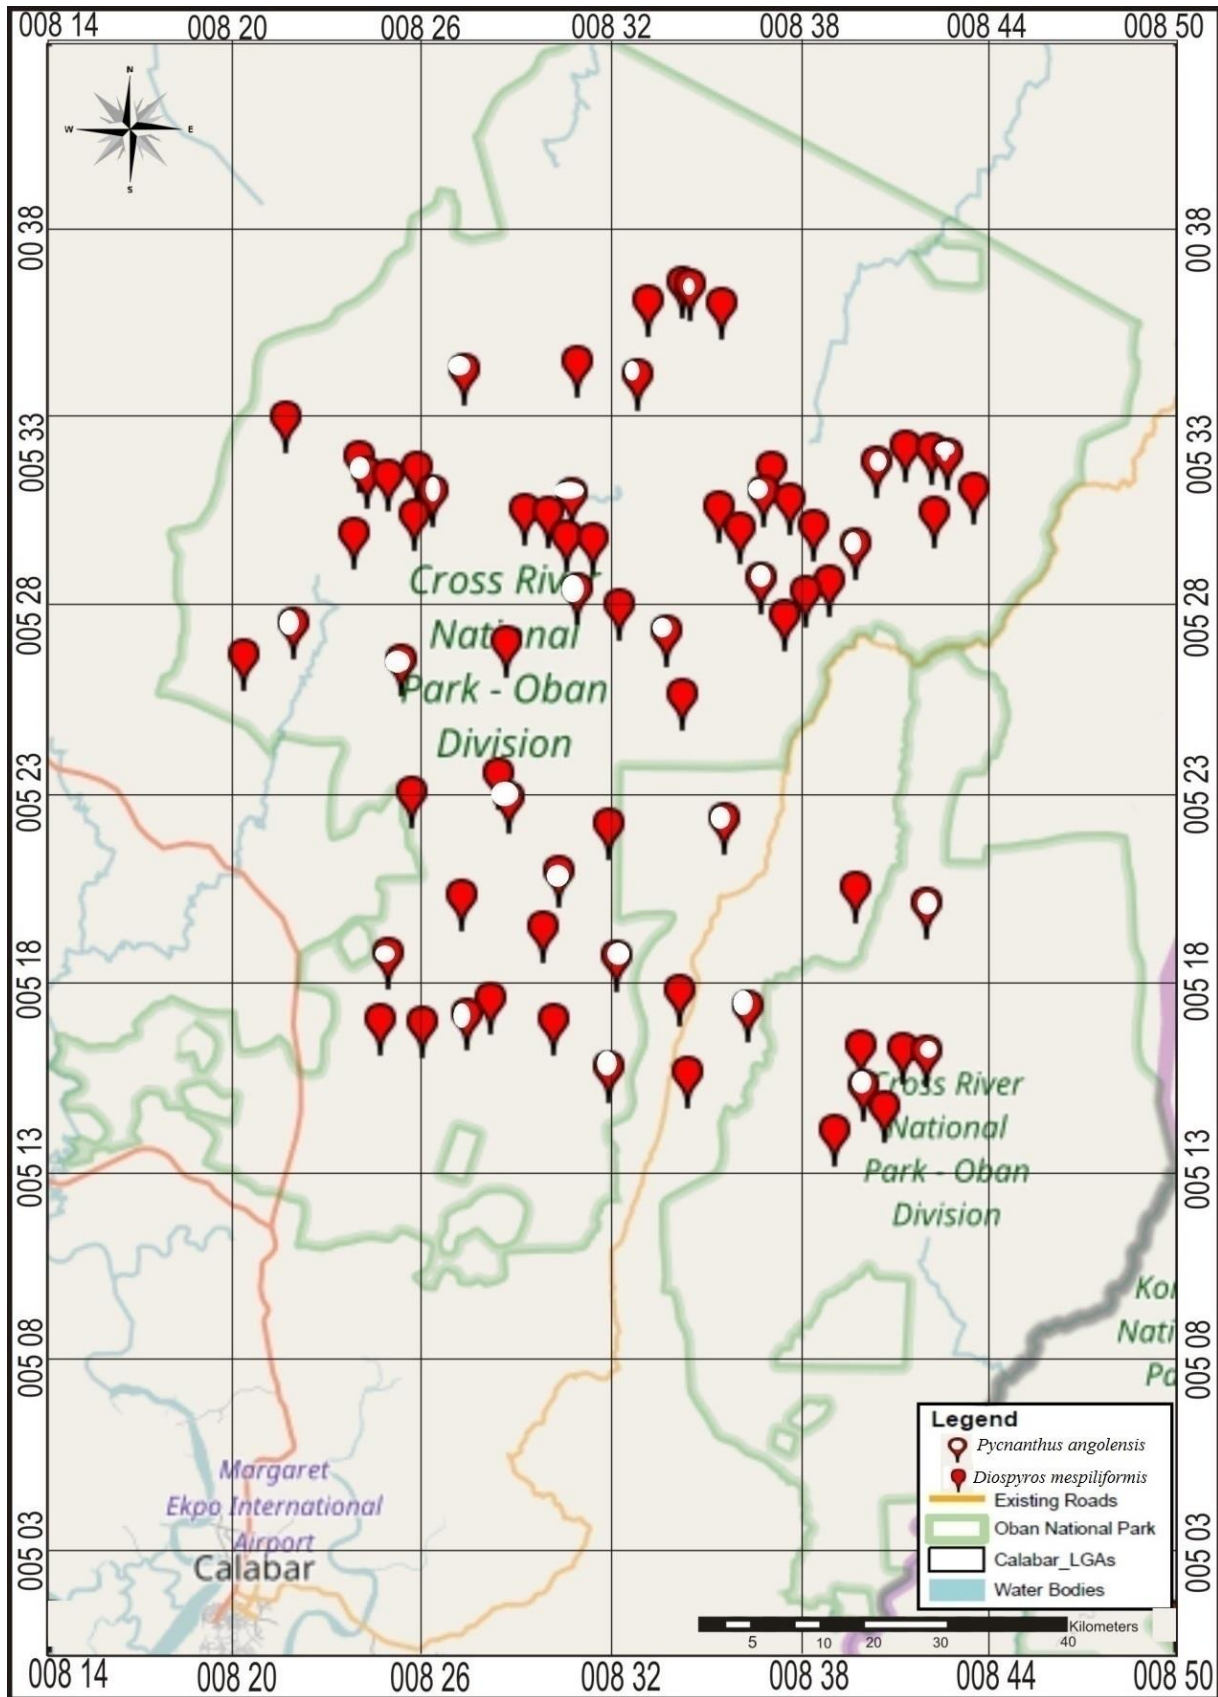 008 14 008 20 008 26 008 32 008 38 008 44 008 50
N
W E
S
00 38 00 38
005 33 005 33
Cross River
005 28 005 28
National
Park - Oban
Division
005 23 005 23
005 18 005 18
Cross River
National
005 13 005 13
Park - Oban
Division
Kor
Nati
005 08 005 08
Pa
Legend
Pycnanthus angolensis
Diospyros mespiliformis
Existing Roads
Oban National Park
Calabar_LGAs
Water Bodies
Margaret
Ekpo International
Airport
005 03 005 03
Calabar
Kilometers
5 10 20 30 40
008 14 008 20 008 26 008 32 008 38 008 44 008 50